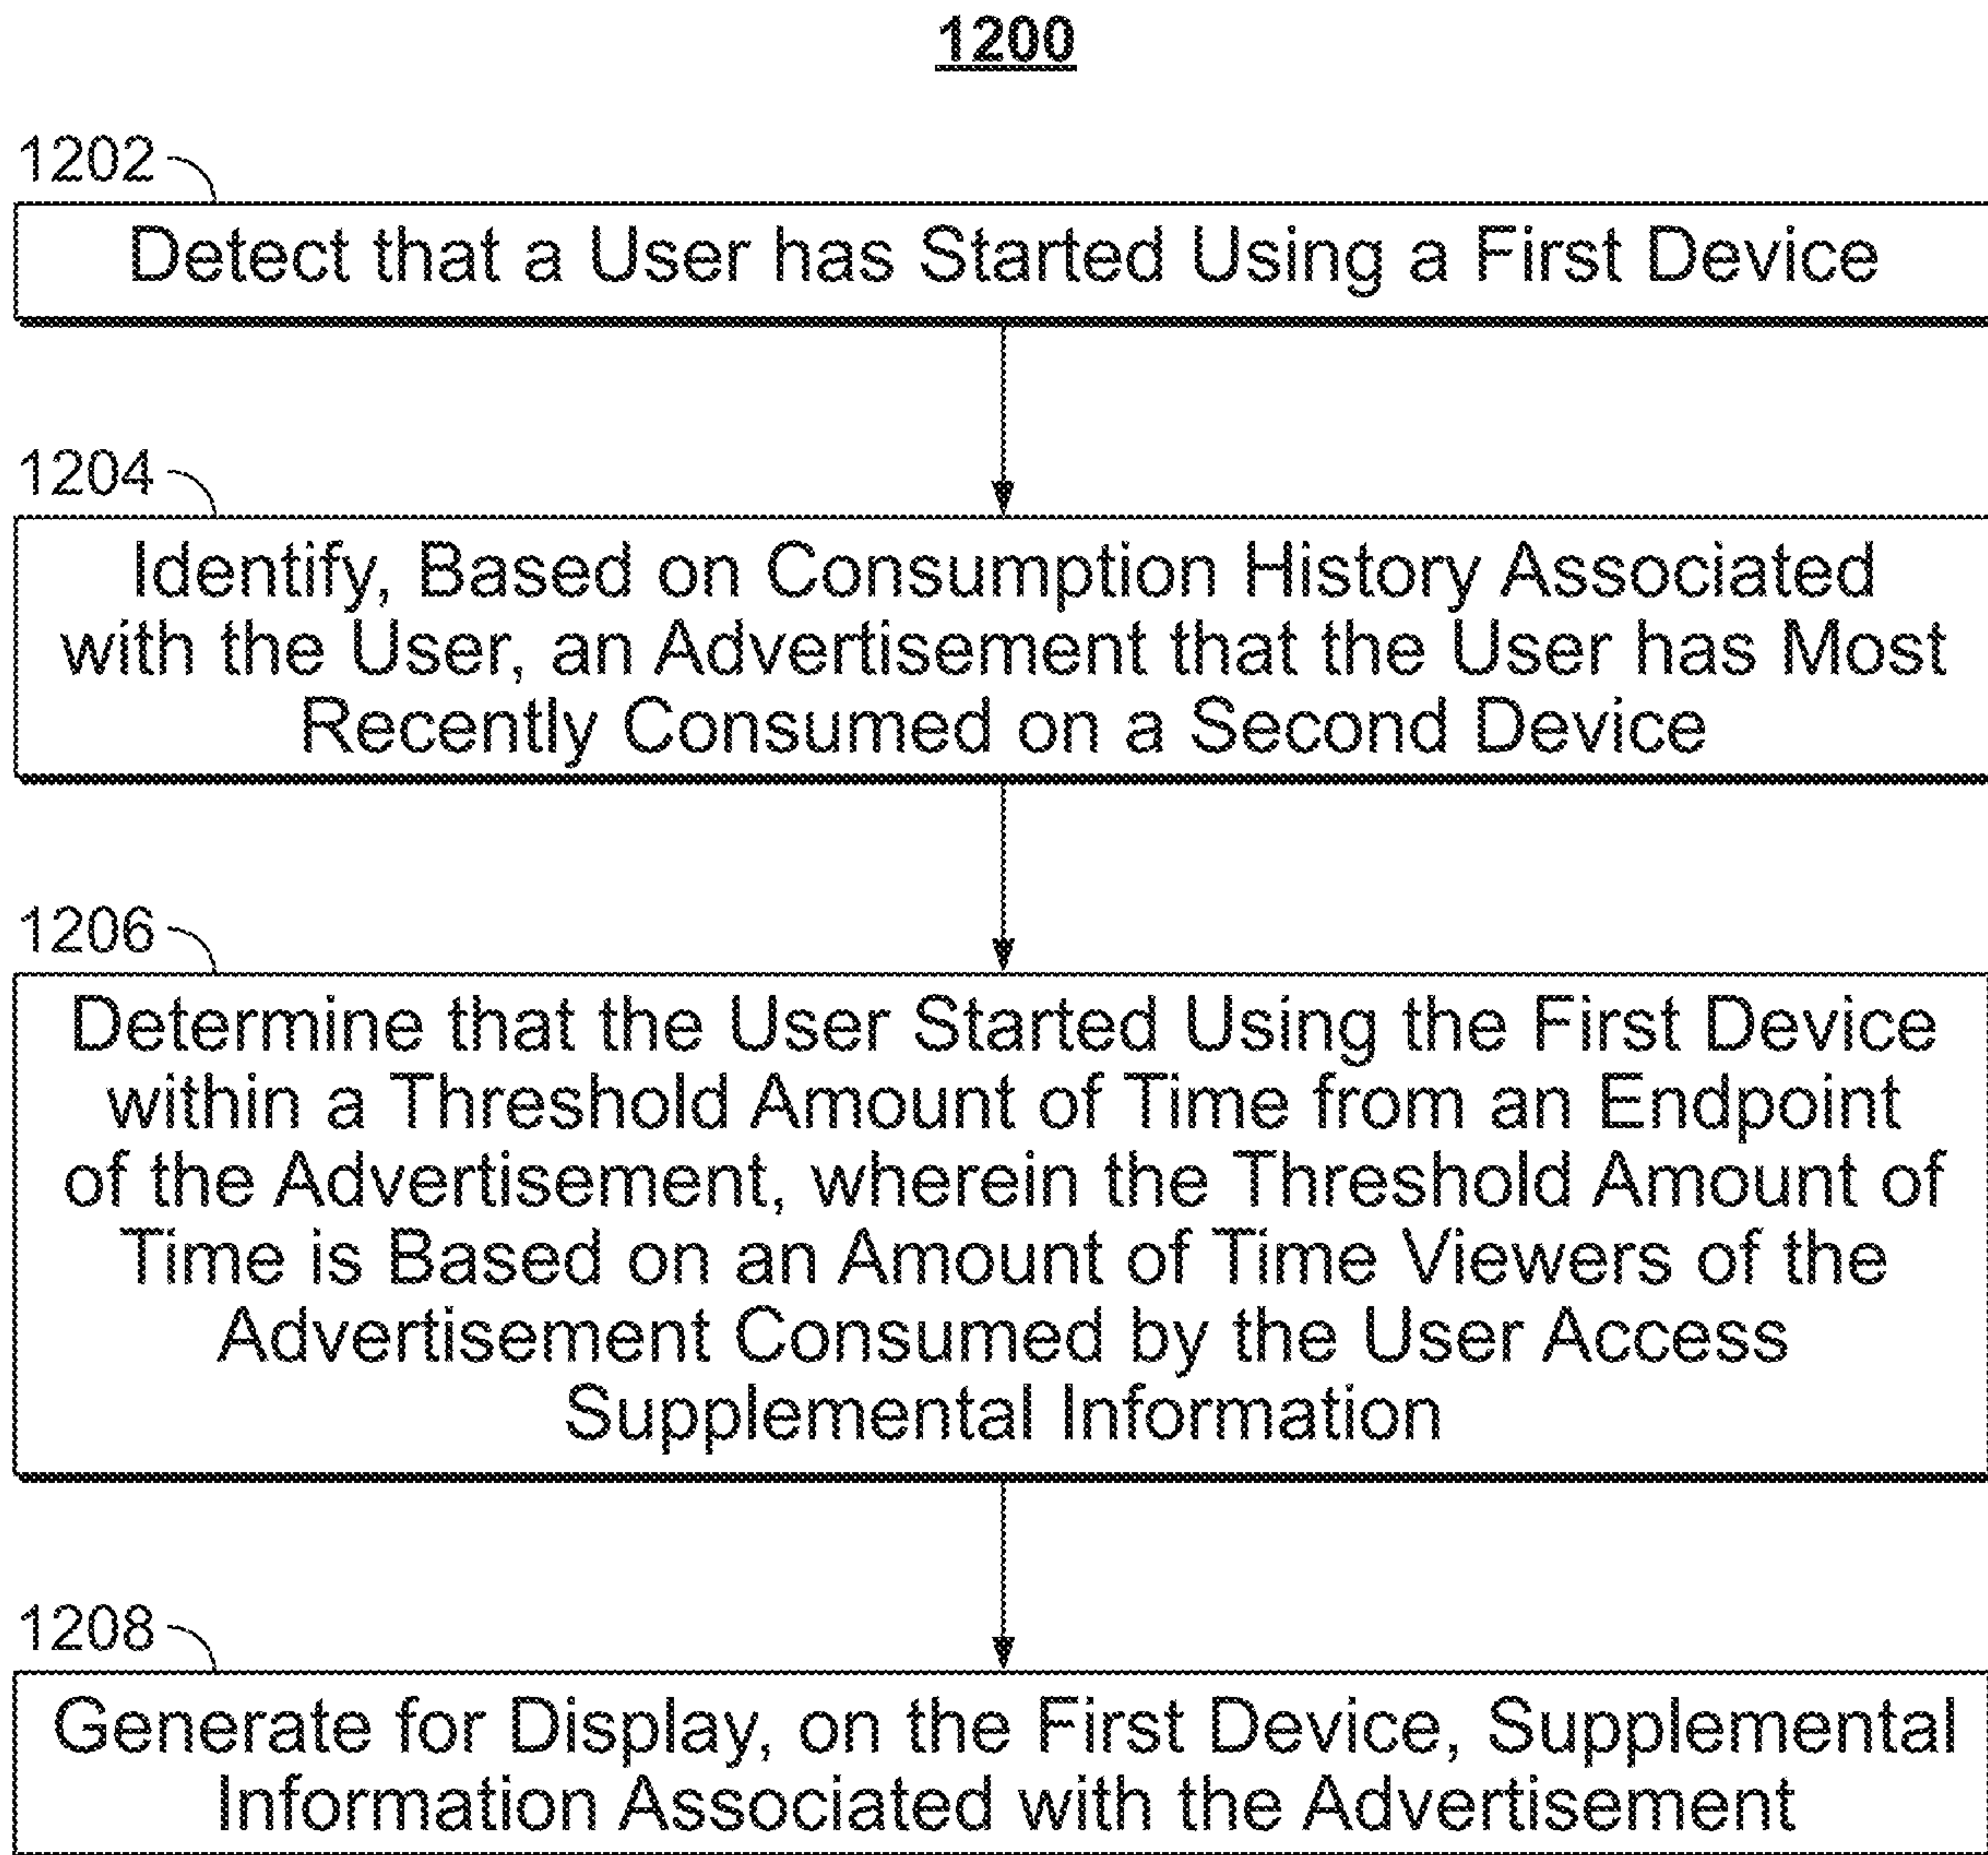 1200
1202
Detect that a User has Started Using a First Device
1204
Identify, Based on Consumption History Associated
with the User, an Advertisement that the User has Most
Recently Consumed on a Second Device
1206
Determine that the User Started Using the First Device
within a Threshold Amount of Time from an Endpoint
of the Advertisement, wherein the Threshold Amount of
Time is Based on an Amount of Time Viewers of the
Advertisement Consumed by the User Access
Supplemental Information
1208
Generate for Display, on the First Device, Supplemental
Information Associated with the Advertisement